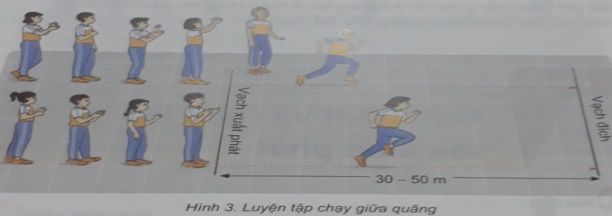 Vạch xuất phát
Vạch đích
30 – 50 m
Hình 3. Luyện tập chạy giữa quãng